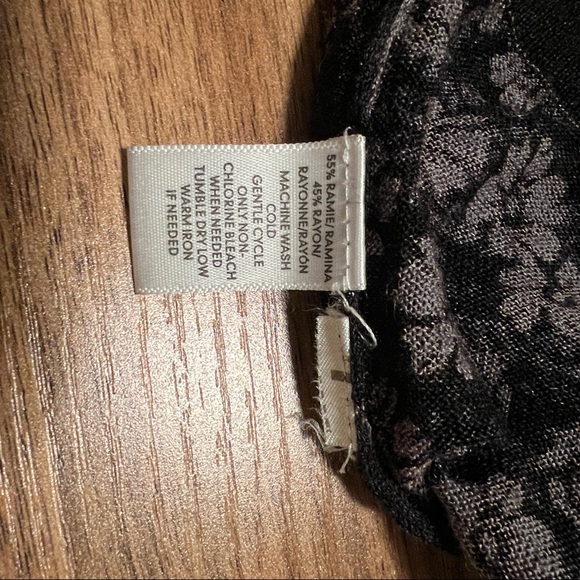 55% RAMIE/ RAMINA
45% RAYON/
RAYONNE/RAYÓN
MACHINE WASH
COLD
GENTLE CYCLE
ONLY NON-
CHLORINE BLEACH
WHEN NEEDED
TUMBLE DRY LOW
WARM IRON
IF NEEDED